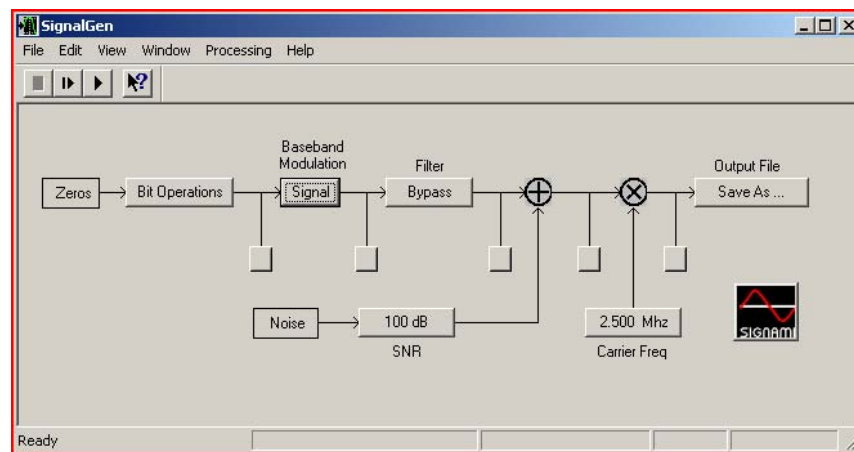 SignalGen
File Edit View Window Processing Help
Baseband
Modulation
Filter
Output File
Zeros
Bit Operations
Signal
Bypass
Save As ...
Noise
100 dB
2.500 Mhz
SNR
Carrier Freq
SIGNAMI
Ready